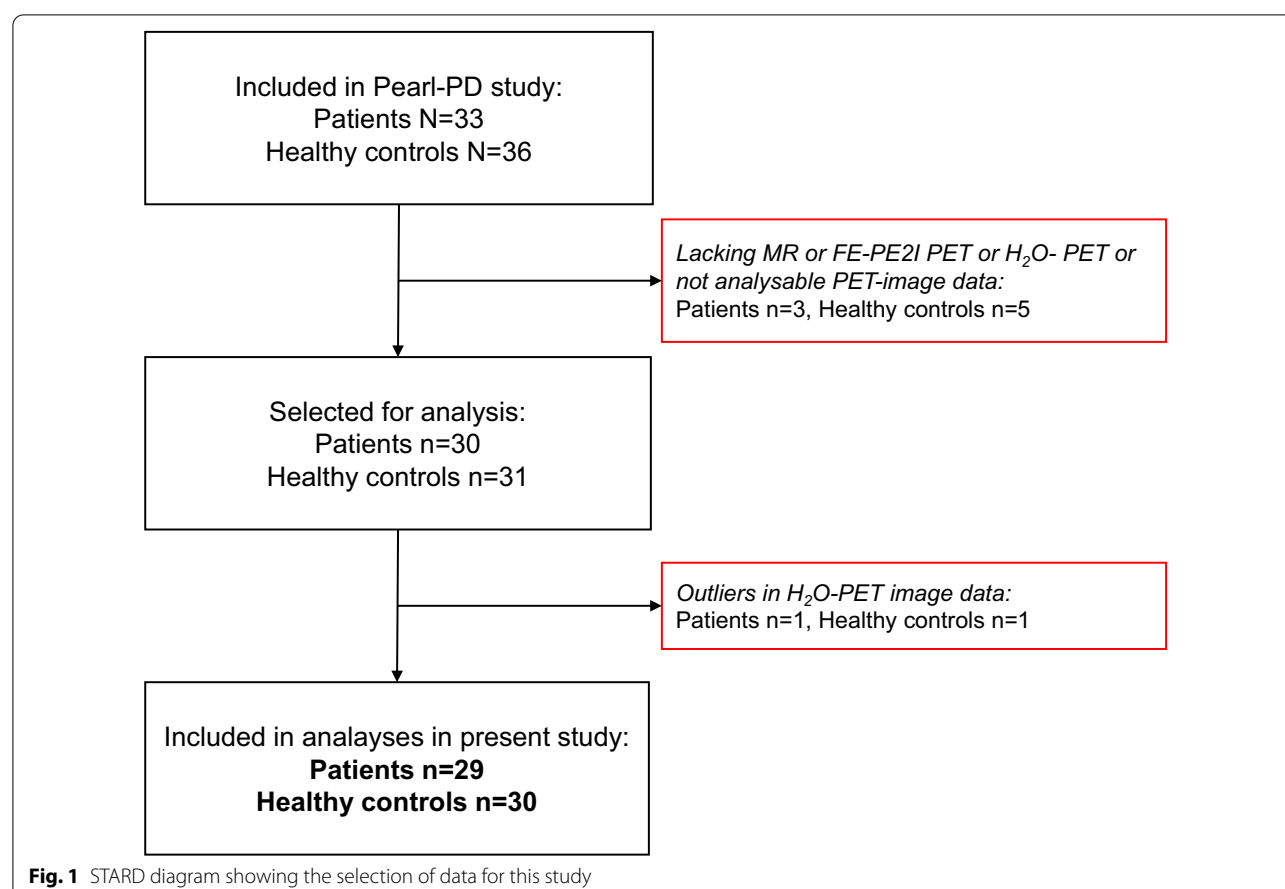 Included in Pearl-PD study:
Patients N=33
Healthy controls N=36
Lacking MR or FE-PE2I PET or H₂O- PET or
not analysable PET-image data:
Patients n=3, Healthy controls n=5
Selected for analysis:
Patients n=30
Healthy controls n=31
Outliers in H₂O-PET image data:
Patients n=1, Healthy controls n=1
Included in analayses in present study:
Patients n=29
Healthy controls n=30
Fig. 1 STARD diagram showing the selection of data for this study